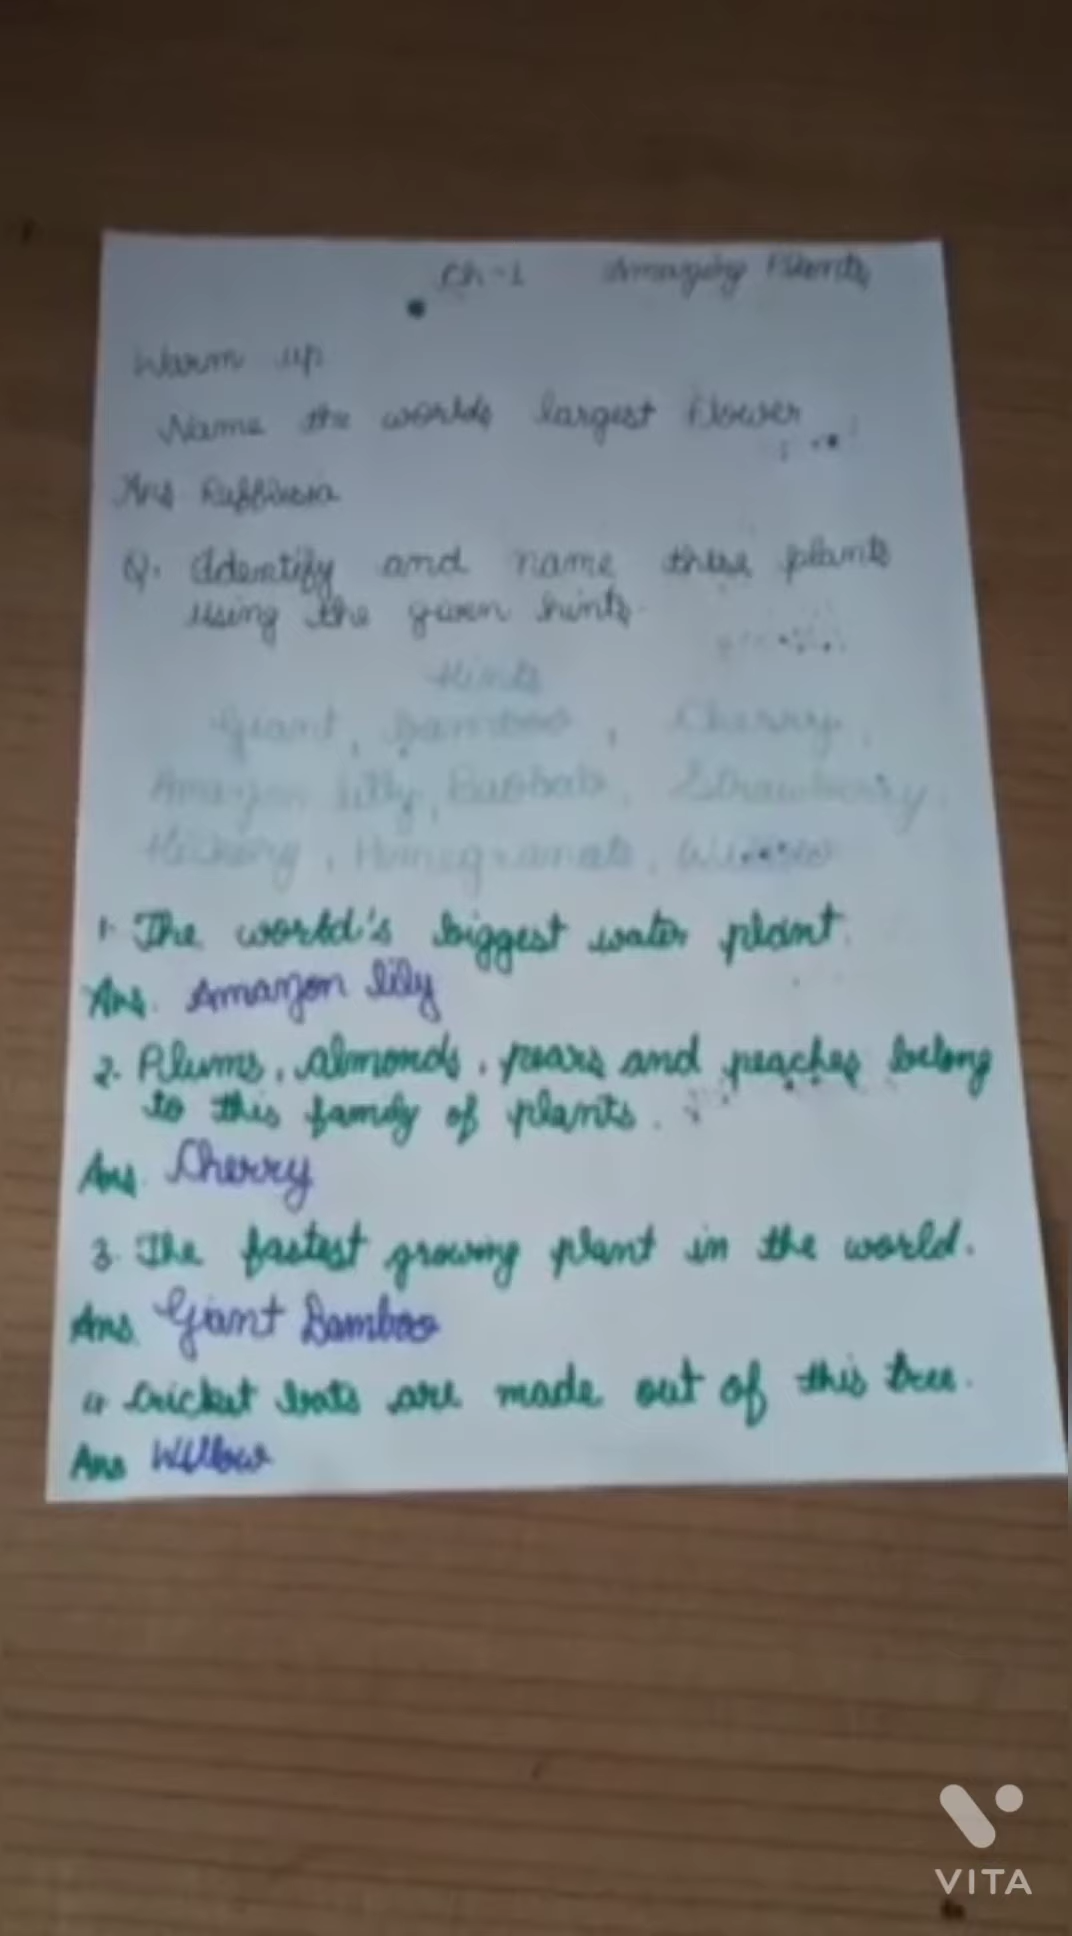 Ch-1 Amazing Plants
Warm up
Name the worlds largest flower
Ans Rafflesia
Q. Identify and name these plants
using the given hints.
Hints
Giant, bamboo, Cherry,
Amazon lilly, Baobab, Strawberry,
Hickory, Pomegranate, Willow
1. The world's biggest water plant.
Ans. Amazon lily
2. Plums, almonds, pears and peaches belong
to this family of plants.
Ans. Cherry
3. The fastest growing plant in the world.
Ans. Giant Bamboo
4. Cricket bats are made out of this tree.
Ans Willow
VITA